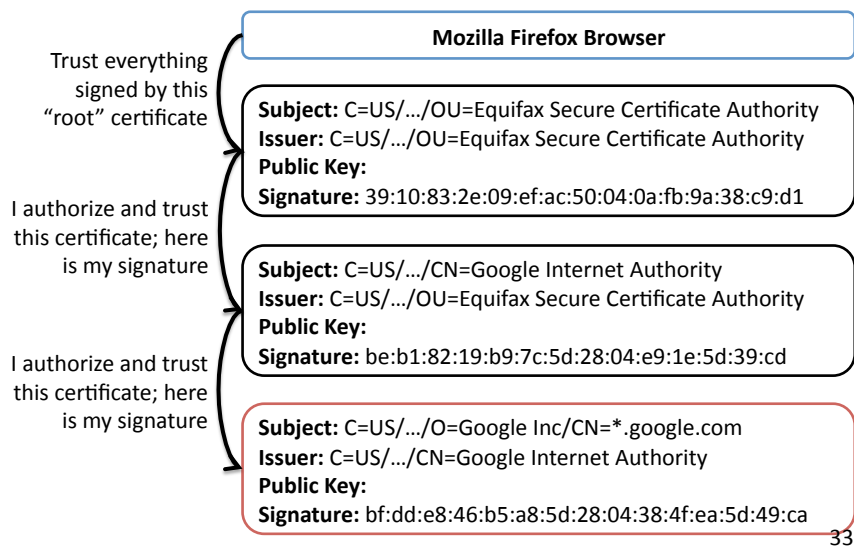 Mozilla Firefox Browser
Trust everything
signed by this
“root” certificate
Subject: C=US/…/OU=Equifax Secure Certificate Authority
Issuer: C=US/…/OU=Equifax Secure Certificate Authority
Public Key:
Signature: 39:10:83:2e:09:ef:ac:50:04:0a:fb:9a:38:c9:d1
I authorize and trust
this certificate; here
is my signature
Subject: C=US/…/CN=Google Internet Authority
Issuer: C=US/…/OU=Equifax Secure Certificate Authority
Public Key:
Signature: be:b1:82:19:b9:7c:5d:28:04:e9:1e:5d:39:cd
I authorize and trust
this certificate; here
is my signature
Subject: C=US/…/O=Google Inc/CN=*.google.com
Issuer: C=US/…/CN=Google Internet Authority
Public Key:
Signature: bf:dd:e8:46:b5:a8:5d:28:04:38:4f:ea:5d:49:ca
33